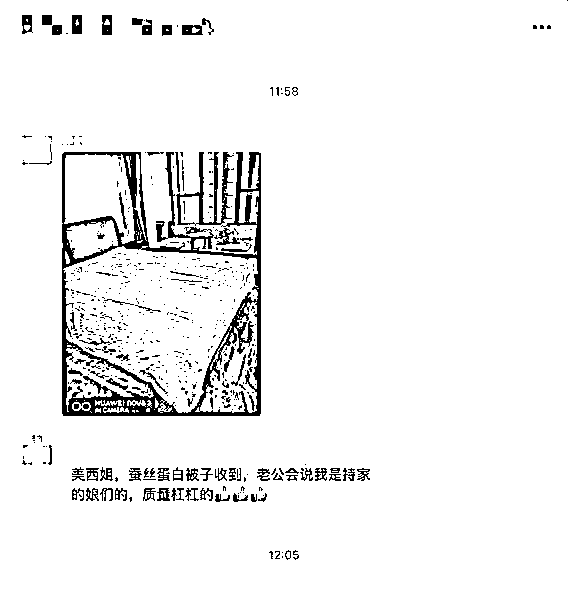 11:58
HUAWEI nova 2
AI CAMERA
美西姐，蚕丝蛋白被子收到，老公会说我是持家
的娘们的，质量杠杠的👍👍👍
12:05